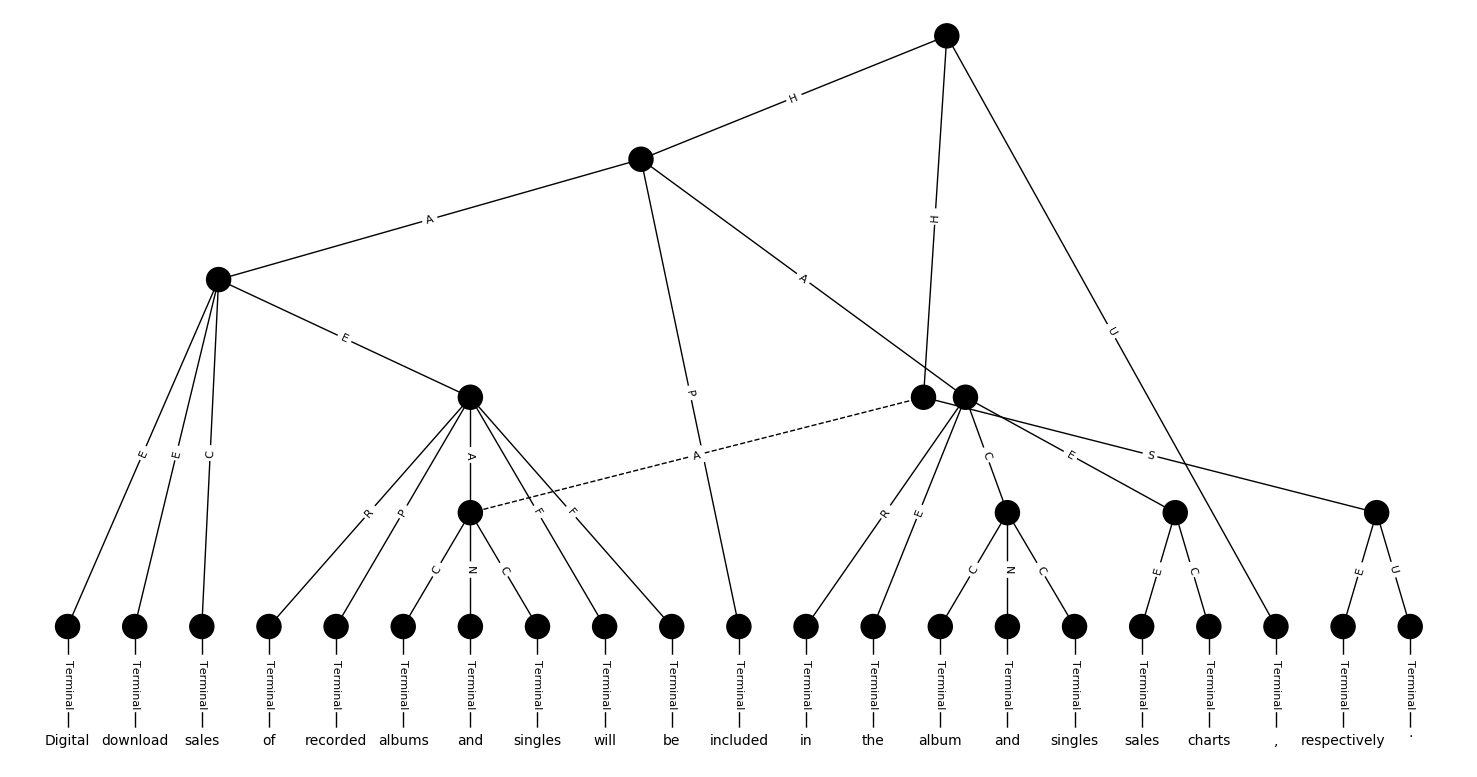 H
A
H
A
U
E
P
E
E
C
A
A
C
E
S
R
P
F
F
R
E
C
N
C
C
N
C
E
C
E
U
Terminal Terminal Terminal Terminal Terminal Terminal Terminal Terminal Terminal Terminal Terminal Terminal Terminal Terminal Terminal Terminal Terminal Terminal Terminal Terminal Terminal
Digital download sales of recorded albums and singles will be included in the album and singles sales charts , respectively .